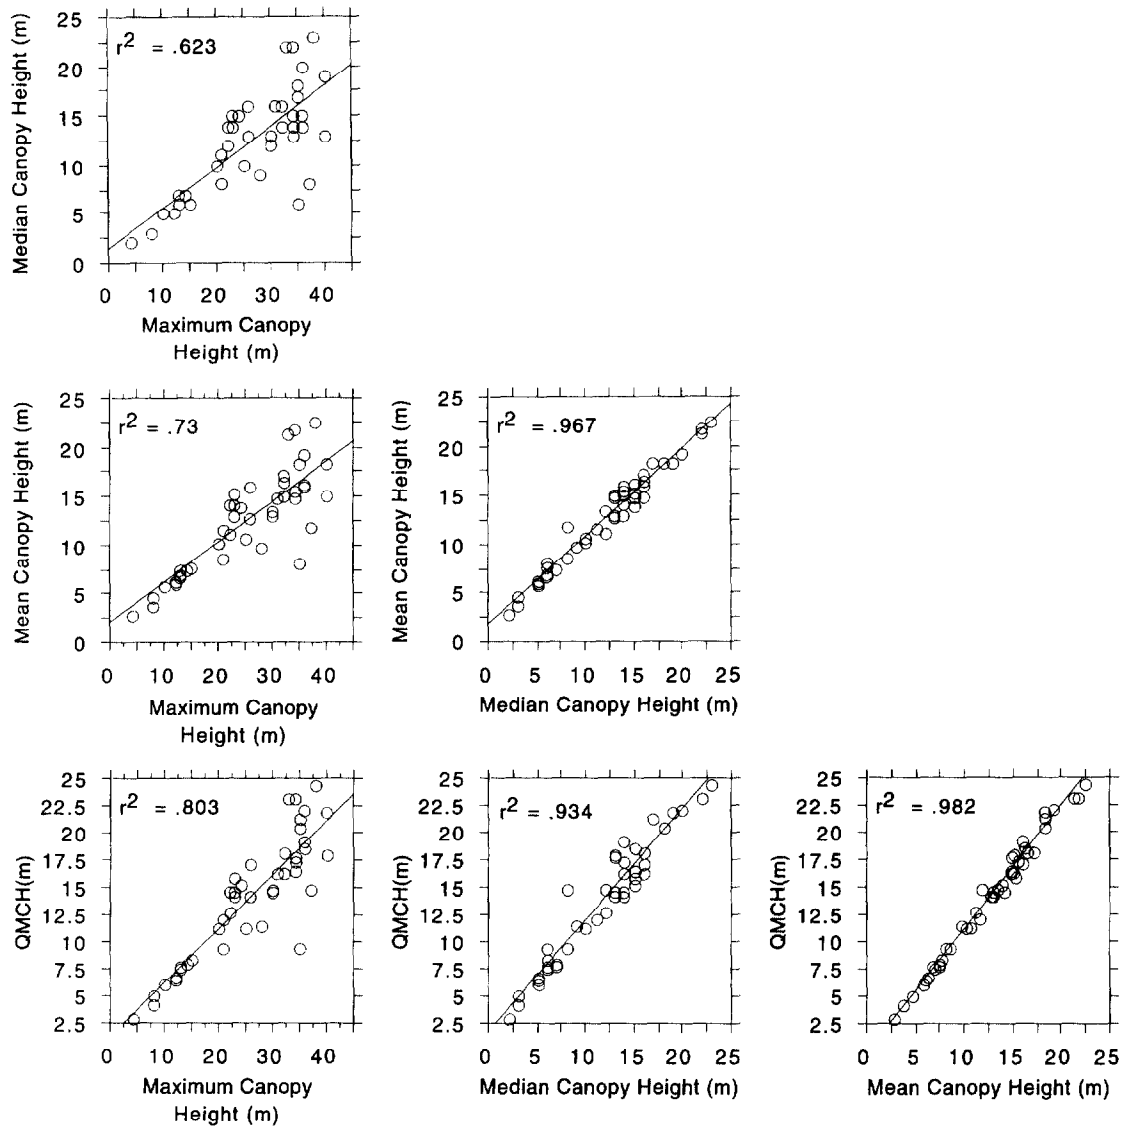 25
20
15
10
5
0
Median Canopy Height (m)
r2 = .623
0 10 20 30 40
Maximum Canopy
Height (m)
25
20
15
10
5
0
Mean Canopy Height (m)
r2 = .73
0 10 20 30 40
Maximum Canopy
Height (m)
25
20
15
10
5
0
Mean Canopy Height (m)
r2 = .967
0 5 10 15 20 25
Median Canopy Height (m)
25
22.5
20
17.5
15
12.5
10
7.5
5
2.5
QMCH(m)
r2 = .803
0 10 20 30 40
Maximum Canopy
Height (m)
25
22.5
20
17.5
15
12.5
10
7.5
5
2.5
QMCH(m)
r2 = .934
0 5 10 15 20 25
Median Canopy Height (m)
25
22.5
20
17.5
15
12.5
10
7.5
5
2.5
QMCH(m)
r2 = .982
0 5 10 15 20 25
Mean Canopy Height (m)